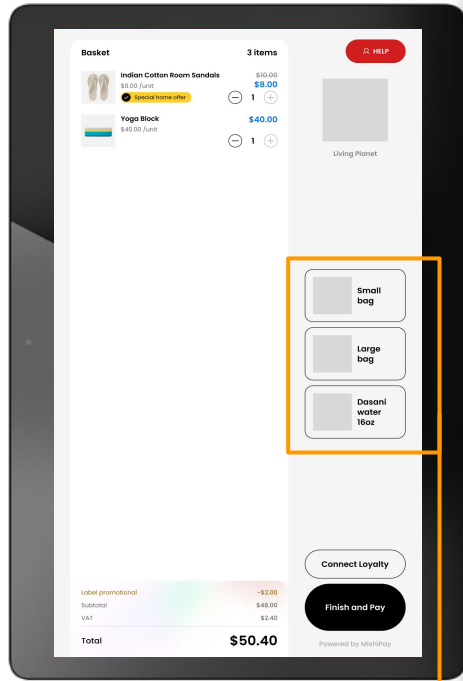 Basket 3 items
HELP
Indian Cotton Room Sandals $10.00
$8.00 /unit $8.00
Special home offer 1
Yoga Block $40.00
$40.00 /unit
1
Living Planet
Small
bag
Large
bag
Dasani
water
16oz
Connect Loyalty
Label promotional -$2.00
Subtotal $48.00
VAT $2.40
Total $50.40
Finish and Pay
Powered by MishiPay